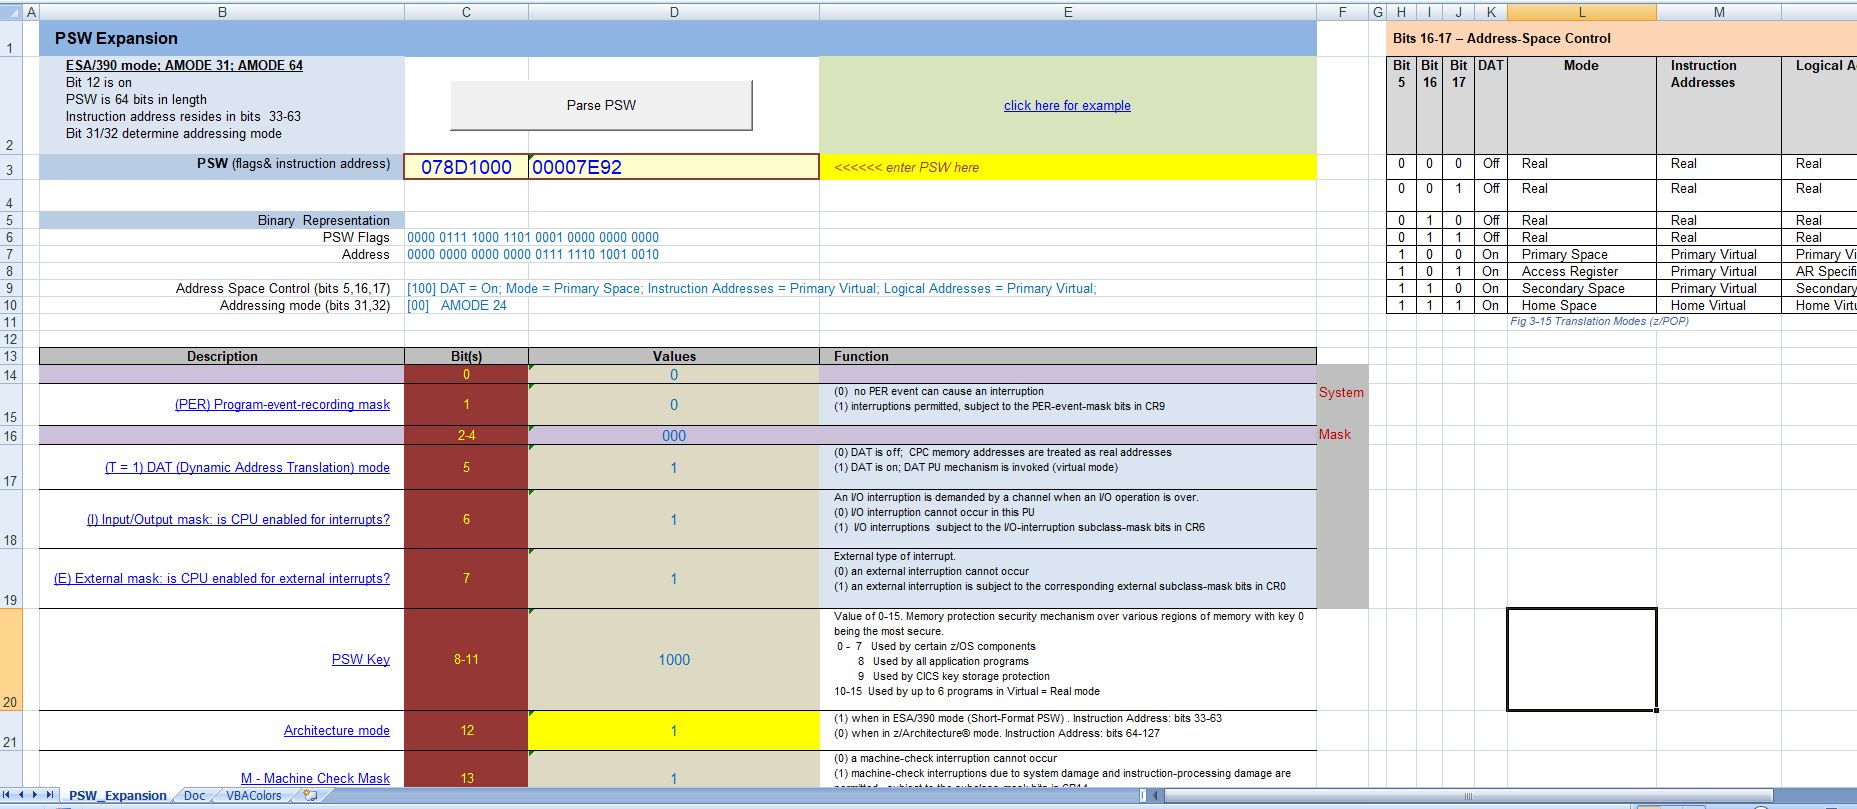 A B C D E F G H I J K L M
1 PSW Expansion Bits 16-17 – Address-Space Control
ESA/390 mode; AMODE 31; AMODE 64
Bit 12 is on
PSW is 64 bits in length
Instruction address resides in bits 33-63
Bit 31/32 determine addressing mode
2
Parse PSW
click here for example
Bit 5 Bit 16 Bit 17 DAT Mode Instruction Addresses Logical A
3 PSW (flags& instruction address) 078D1000 00007E92 <<<<<< enter PSW here 0 0 0 Off Real Real Real
4 0 0 1 Off Real Real Real
5 Binary Representation 0 1 0 Off Real Real Real
6 PSW Flags 0000 0111 1000 1101 0001 0000 0000 0000 0 1 1 Off Real Real Real
7 Address 0000 0000 0000 0000 0111 1110 1001 0010 1 0 0 On Primary Space Primary Virtual Primary Vi
8 1 0 1 On Access Register Primary Virtual AR Specifi
9 Address Space Control (bits 5,16,17) [100] DAT = On; Mode = Primary Space; Instruction Addresses = Primary Virtual; Logical Addresses = Primary Virtual; 1 1 0 On Secondary Space Primary Virtual Secondary
10 Addressing mode (bits 31,32) [00] AMODE 24 1 1 1 On Home Space Home Virtual Home Virtu
11 Fig 3-15 Translation Modes (z/POP)
12
13 Description Bit(s) Values Function
14 0 0
15 (PER) Program-event-recording mask 1 0
(0) no PER event can cause an interruption
(1) interruptions permitted, subject to the PER-event-mask bits in CR9
System
16 2-4 000 Mask
17 (T = 1) DAT (Dynamic Address Translation) mode 5 1
(0) DAT is off; CPC memory addresses are treated as real addresses
(1) DAT is on; DAT PU mechanism is invoked (virtual mode)
18 (I) Input/Output mask: is CPU enabled for interrupts? 6 1
An I/O interruption is demanded by a channel when an I/O operation is over.
(0) I/O interruption cannot occur in this PU
(1) I/O interruptions subject to the I/O-interruption subclass-mask bits in CR6
19 (E) External mask: is CPU enabled for external interrupts? 7 1
External type of interrupt.
(0) an external interruption cannot occur
(1) an external interruption is subject to the corresponding external subclass-mask bits in CR0
20 PSW Key 8-11 1000
Value of 0-15. Memory protection security mechanism over various regions of memory with key 0
being the most secure.
0 - 7 Used by certain z/OS components
8 Used by all application programs
9 Used by CICS key storage protection
10-15 Used by up to 6 programs in Virtual = Real mode
21 Architecture mode 12 1
(1) when in ESA/390 mode (Short-Format PSW) . Instruction Address: bits 33-63
(0) when in z/Architecture® mode. Instruction Address: bits 64-127
M - Machine Check Mask 13 1
(0) a machine-check interruption cannot occur
(1) machine-check interruptions due to system damage and instruction-processing damage are
PSW_Expansion Doc VBAColors